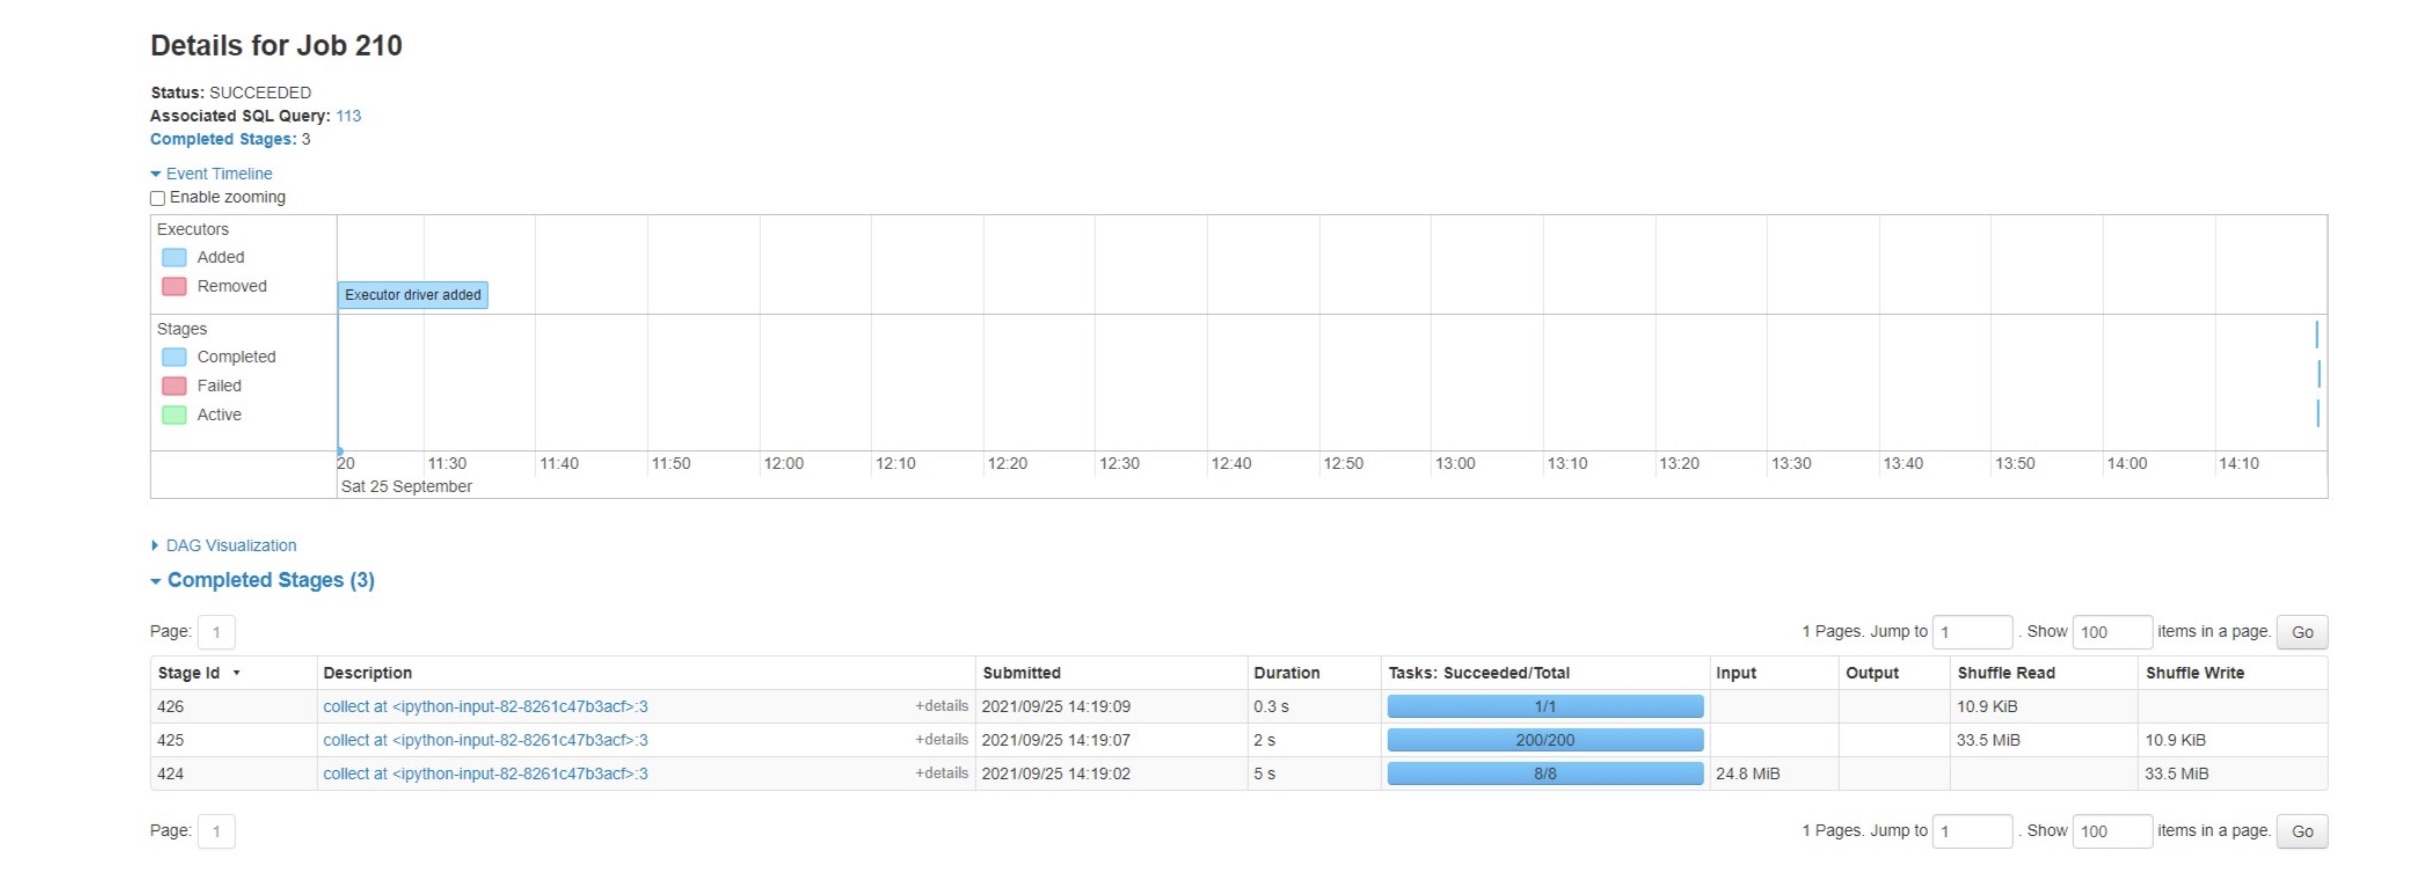 Details for Job 210
Status: SUCCEEDED
Associated SQL Query: 113
Completed Stages: 3
Event Timeline
Enable zooming
Executors
Added
Removed
Executor driver added
Stages
Completed
Failed
Active
20 11:30 11:40 11:50 12:00 12:10 12:20 12:30 12:40 12:50 13:00 13:10 13:20 13:30 13:40 13:50 14:00 14:10
Sat 25 September
DAG Visualization
Completed Stages (3)
Page: 1 1 Pages. Jump to 1 . Show 100 items in a page. Go
Stage Id Description Submitted Duration Tasks: Succeeded/Total Input Output Shuffle Read Shuffle Write
426 collect at <ipython-input-82-8261c47b3acf>:3 +details 2021/09/25 14:19:09 0.3 s 1/1 10.9 KiB
425 collect at <ipython-input-82-8261c47b3acf>:3 +details 2021/09/25 14:19:07 2 s 200/200 33.5 MiB 10.9 KiB
424 collect at <ipython-input-82-8261c47b3acf>:3 +details 2021/09/25 14:19:02 5 s 8/8 24.8 MiB 33.5 MiB
Page: 1 1 Pages. Jump to 1 . Show 100 items in a page. Go